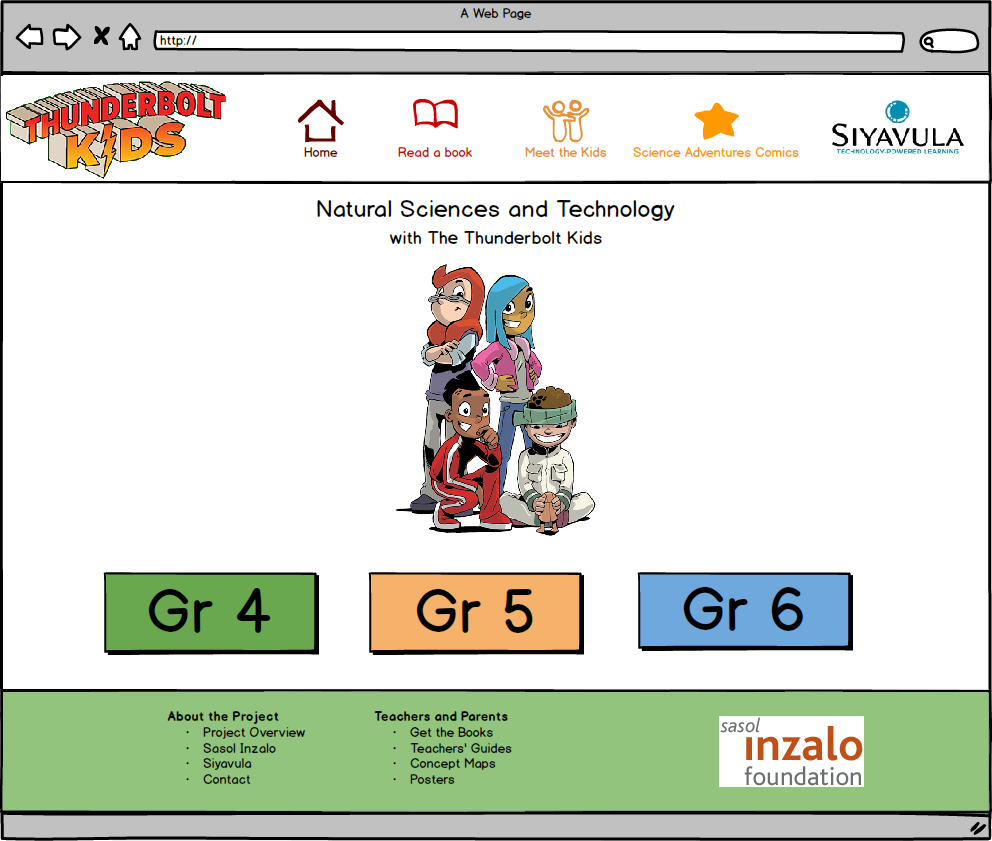 A Web Page
http://
THUNDERBOLT
KIDS
Home
Read a book
Meet the Kids
Science Adventures Comics
SIYAVULA
TECHNOLOGY-POWERED LEARNING
Natural Sciences and Technology
with The Thunderbolt Kids
Gr 4
Gr 5
Gr 6
About the Project
· Project Overview
· Sasol Inzalo
· Siyavula
· Contact
Teachers and Parents
· Get the Books
· Teachers' Guides
· Concept Maps
· Posters
sasol
inzalo
foundation